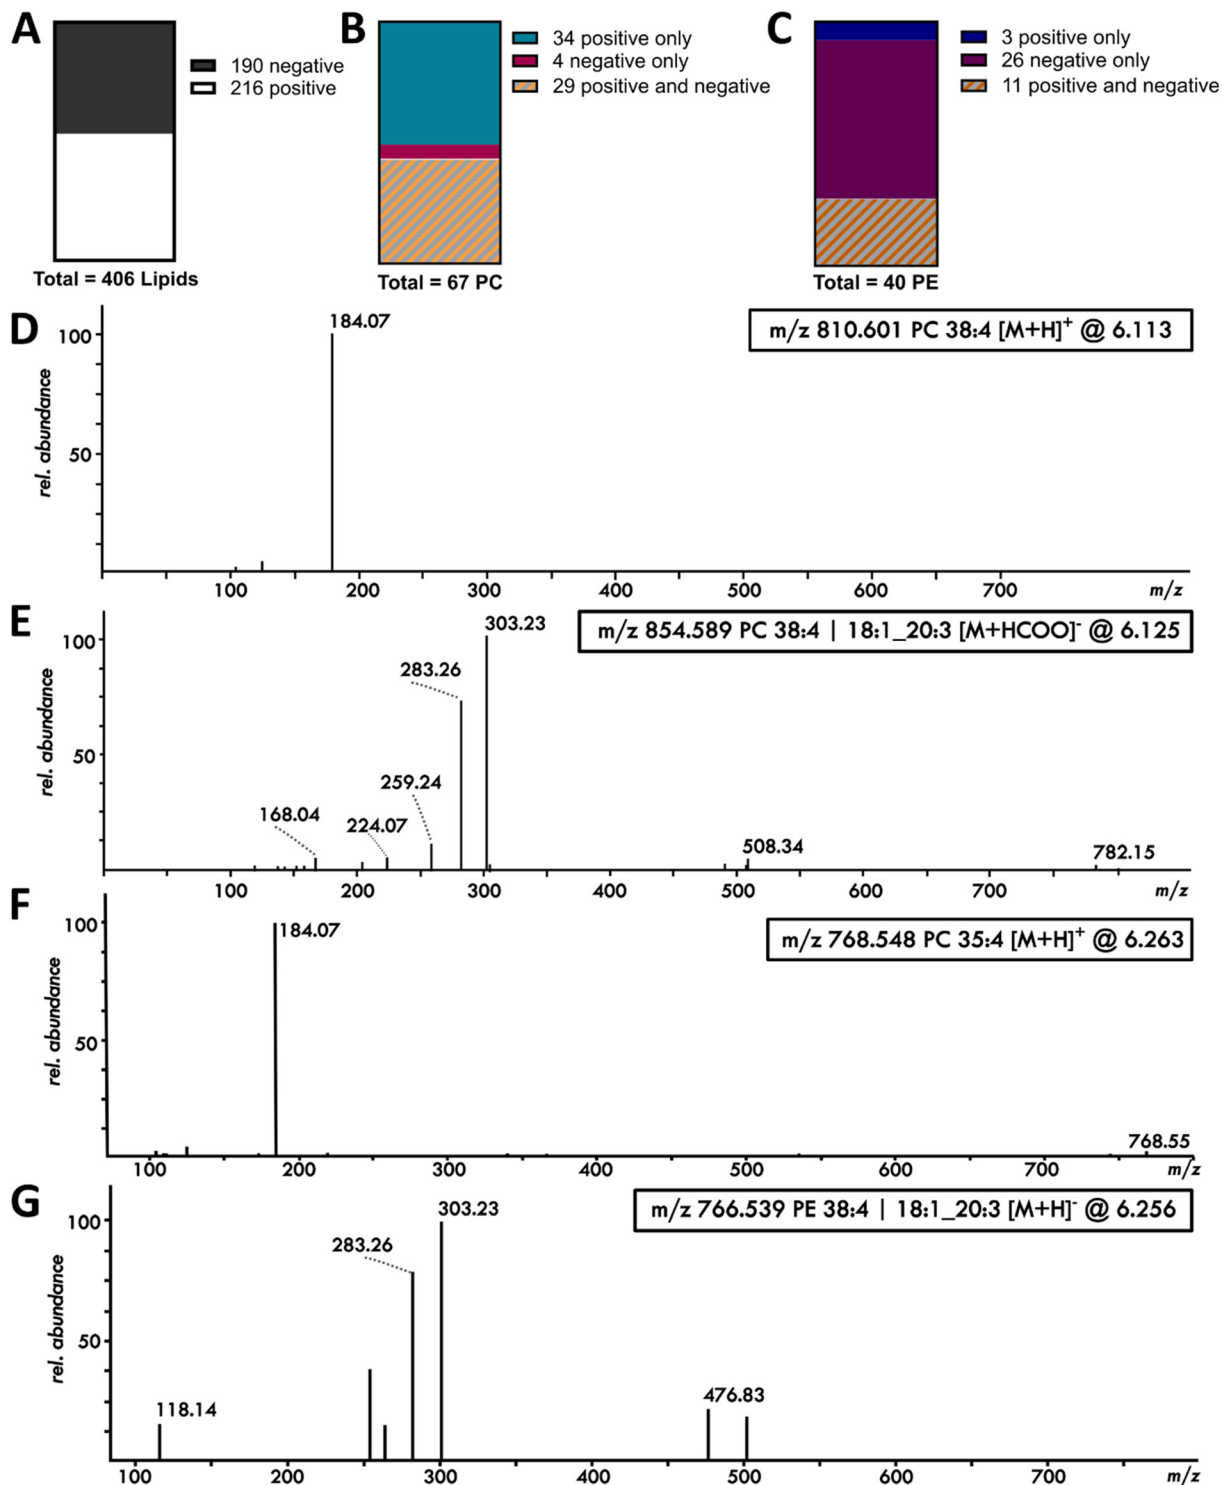 A
190 negative
216 positive
Total = 406 Lipids
B
34 positive only
4 negative only
29 positive and negative
Total = 67 PC
C
3 positive only
26 negative only
11 positive and negative
Total = 40 PE
D
m/z 810.601 PC 38:4 [M+H]+ @ 6.113
184.07
100
50
rel. abundance
100 200 300 400 500 600 700 m/z
E
m/z 854.589 PC 38:4 | 18:1_20:3 [M+HCOO]- @ 6.125
303.23
283.26
259.24
224.07
168.04
508.34
782.15
100
50
rel. abundance
100 200 300 400 500 600 700 m/z
F
m/z 768.548 PC 35:4 [M+H]+ @ 6.263
184.07
768.55
100
50
rel. abundance
100 200 300 400 500 600 700 m/z
G
m/z 766.539 PE 38:4 | 18:1_20:3 [M+H]- @ 6.256
303.23
283.26
118.14
476.83
100
50
rel. abundance
100 200 300 400 500 600 700 m/z